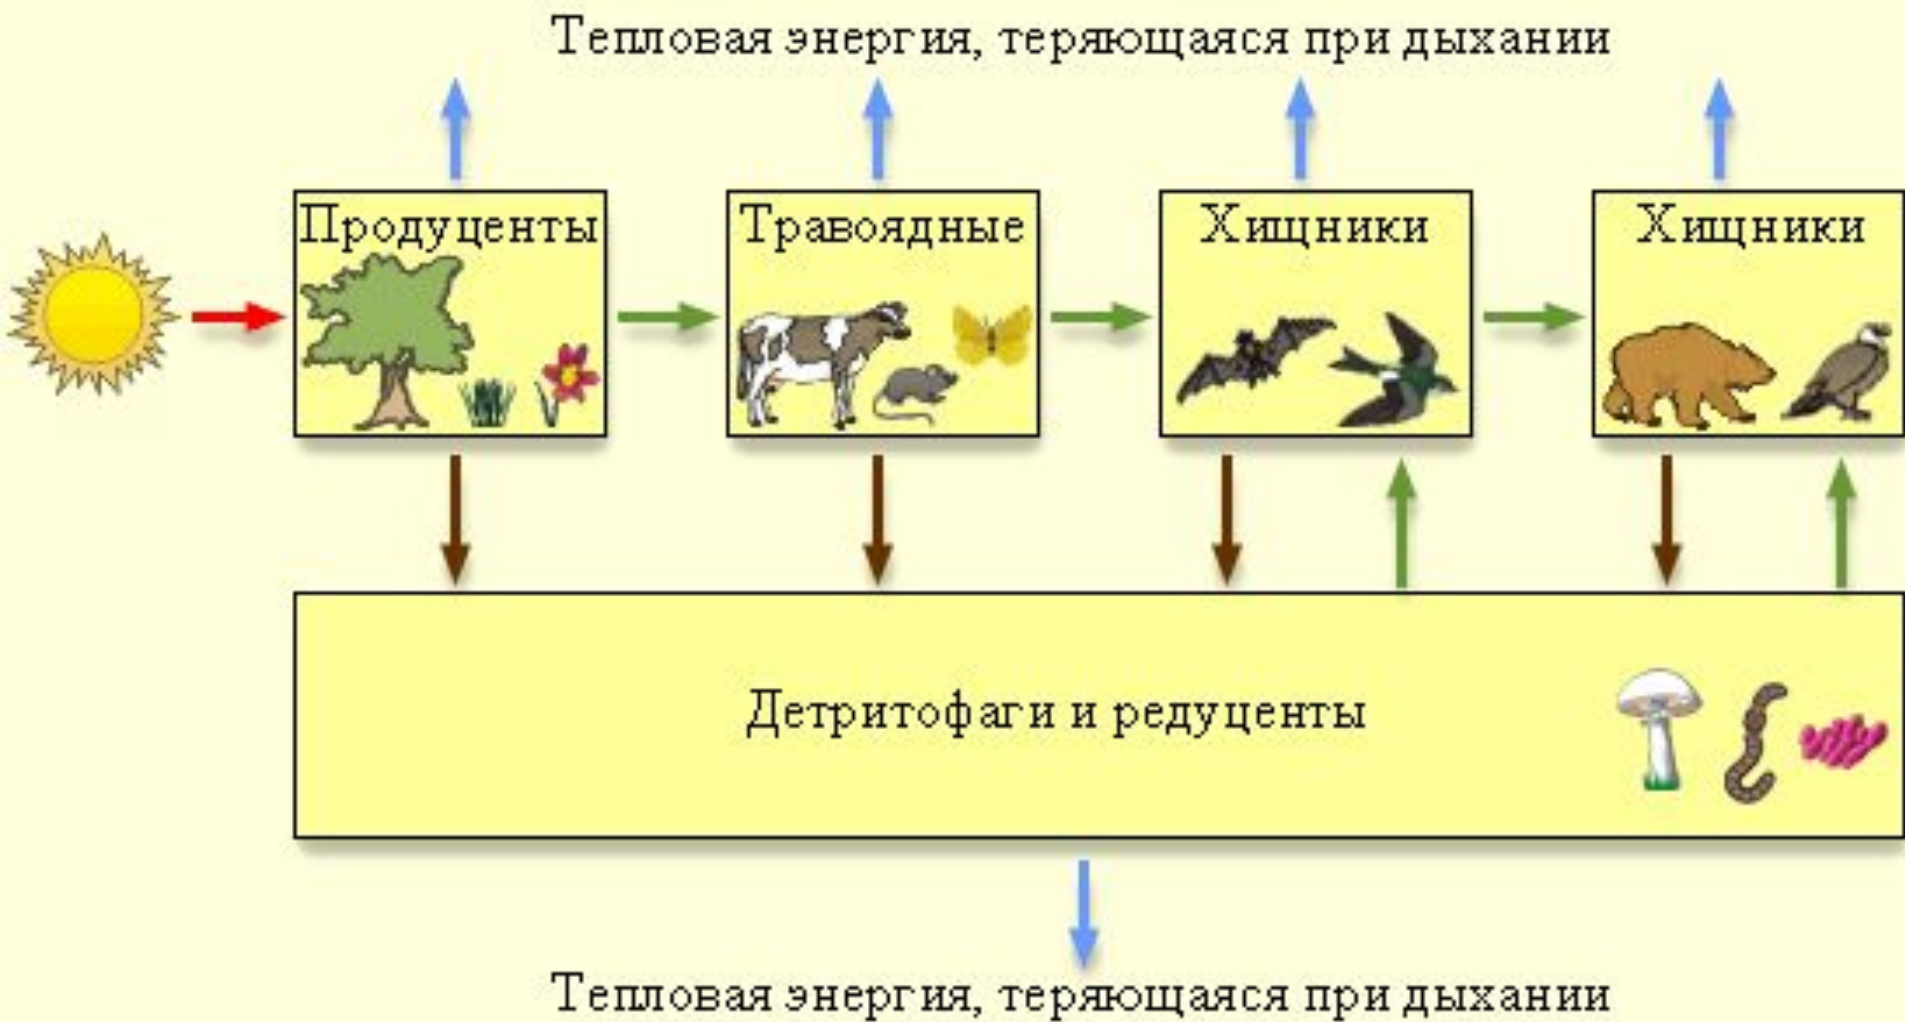 Тепловая энергия, теряющаяся при дыхании
Продуценты
Травоядные
Хищники
Хищники
Детритофаги и редуценты
Тепловая энергия, теряющаяся при дыхании